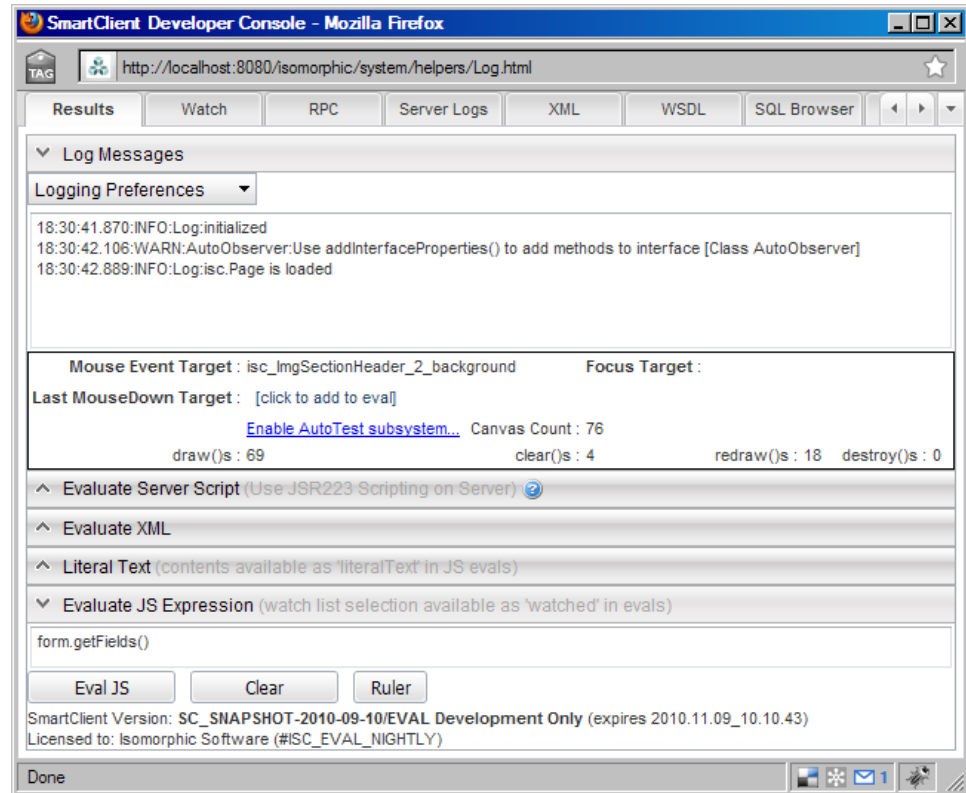 SmartClient Developer Console - Mozilla Firefox
TAG http://localhost:8080/isomorphic/system/helpers/Log.html
Results Watch RPC Server Logs XML WSDL SQL Browser
Log Messages
Logging Preferences
18:30:41.870:INFO:Log:initialized
18:30:42.106:WARN:AutoObserver:Use addInterfaceProperties() to add methods to interface [Class AutoObserver]
18:30:42.889:INFO:Log:isc.Page is loaded
Mouse Event Target : isc_ImgSectionHeader_2_background Focus Target :
Last MouseDown Target : [click to add to eval]
Enable AutoTest subsystem... Canvas Count : 76
draw()s : 69 clear()s : 4 redraw()s : 18 destroy()s : 0
Evaluate Server Script (Use JSR223 Scripting on Server) ?
Evaluate XML
Literal Text (contents available as 'literalText' in JS evals)
Evaluate JS Expression (watch list selection available as 'watched' in evals)
form.getFields()
Eval JS Clear Ruler
SmartClient Version: SC_SNAPSHOT-2010-09-10/EVAL Development Only (expires 2010.11.09_10.10.43)
Licensed to: Isomorphic Software (#ISC_EVAL_NIGHTLY)
Done 1